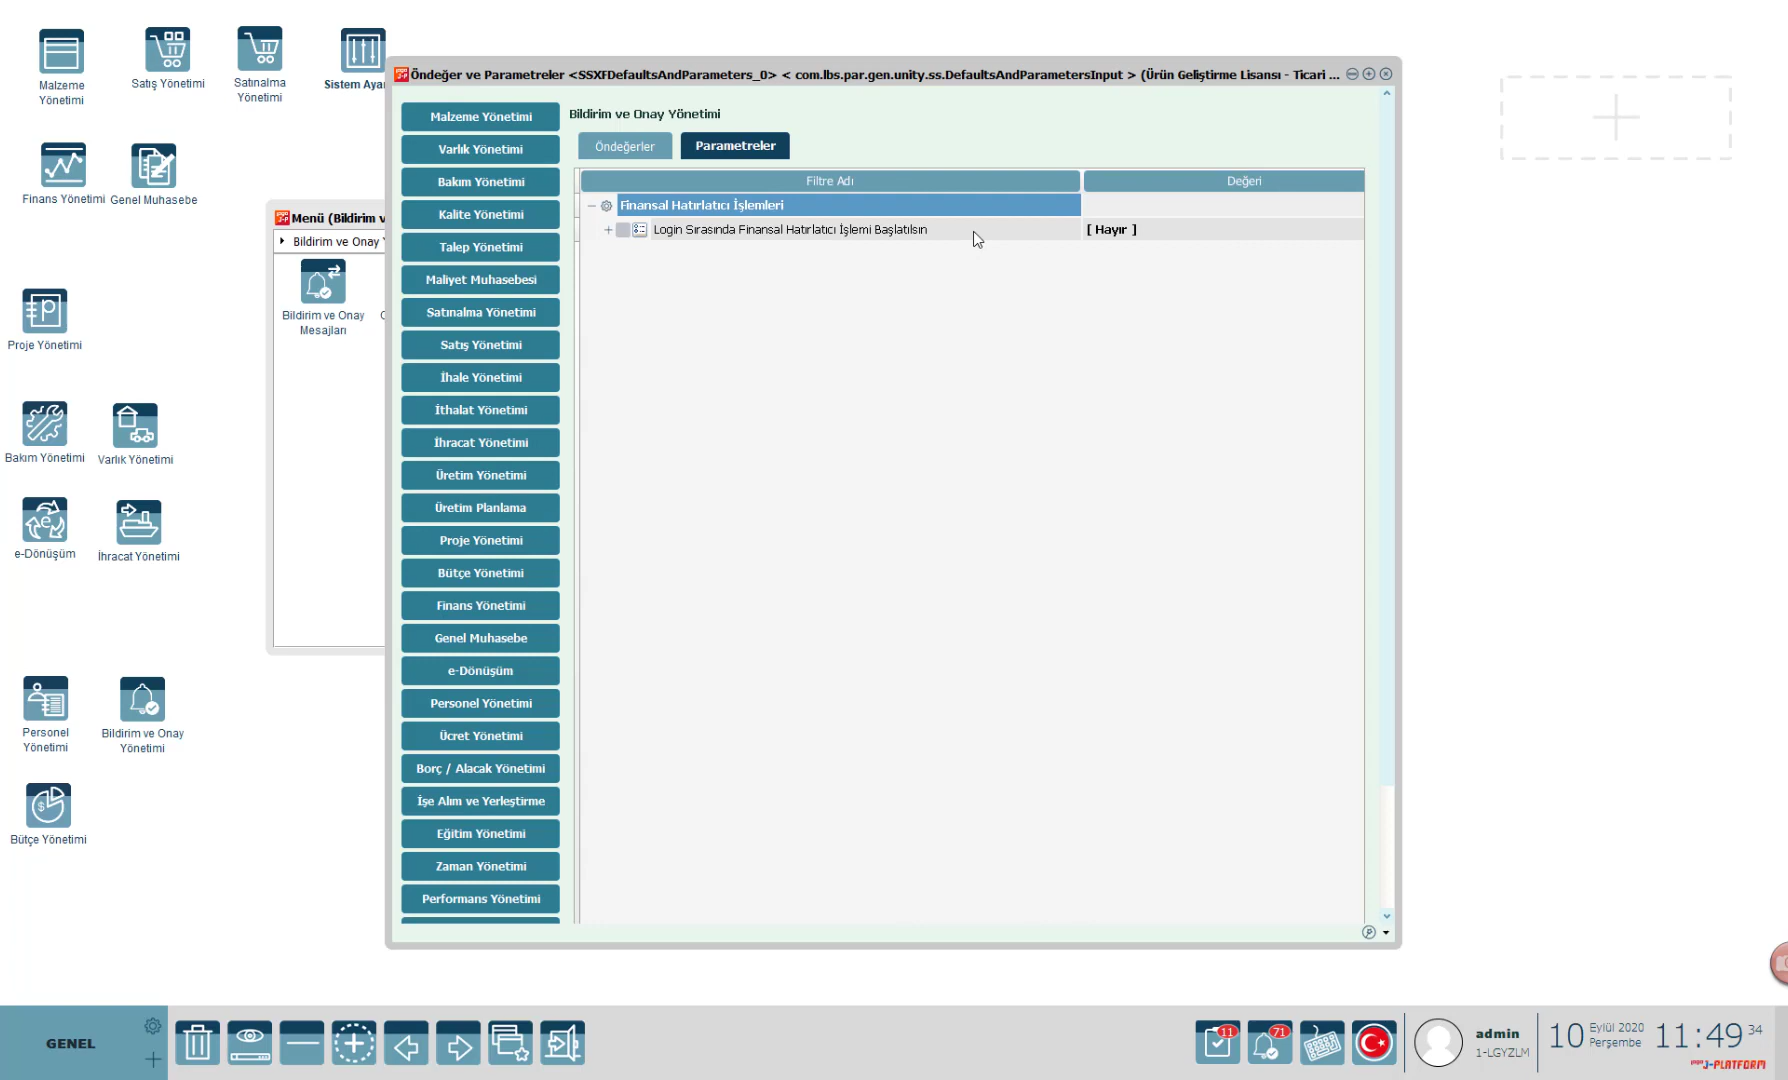 Malzeme
Yönetimi
Satış Yönetimi
Satınalma
Yönetimi
Sistem Ayar
Finans Yönetimi
Genel Muhasebe
Proje Yönetimi
Bakım Yönetimi
Varlık Yönetimi
e-Dönüşüm
İhracat Yönetimi
Personel
Yönetimi
Bildirim ve Onay
Yönetimi
Bütçe Yönetimi
Menü (Bildirim v
Bildirim ve Onay Y
Bildirim ve Onay
Mesajları
Öndeğer ve Parametreler <SSXFDefaultsAndParameters_0> < com.lbs.par.gen.unity.ss.DefaultsAndParametersInput > (Ürün Geliştirme Lisansı - Ticari ...
Malzeme Yönetimi
Varlık Yönetimi
Bakım Yönetimi
Kalite Yönetimi
Talep Yönetimi
Maliyet Muhasebesi
Satınalma Yönetimi
Satış Yönetimi
İhale Yönetimi
İthalat Yönetimi
İhracat Yönetimi
Üretim Yönetimi
Üretim Planlama
Proje Yönetimi
Bütçe Yönetimi
Finans Yönetimi
Genel Muhasebe
e-Dönüşüm
Personel Yönetimi
Ücret Yönetimi
Borç / Alacak Yönetimi
İşe Alım ve Yerleştirme
Eğitim Yönetimi
Zaman Yönetimi
Performans Yönetimi
Bildirim ve Onay Yönetimi
Öndeğerler
Parametreler
Filtre Adı
Değeri
Finansal Hatırlatıcı İşlemleri
Login Sırasında Finansal Hatırlatıcı İşlemi Başlatılsın
[ Hayır ]
GENEL
11
71
admin
1-LGYZLM
10
Eylül 2020
Perşembe
11:49 34
J-PLATFORM